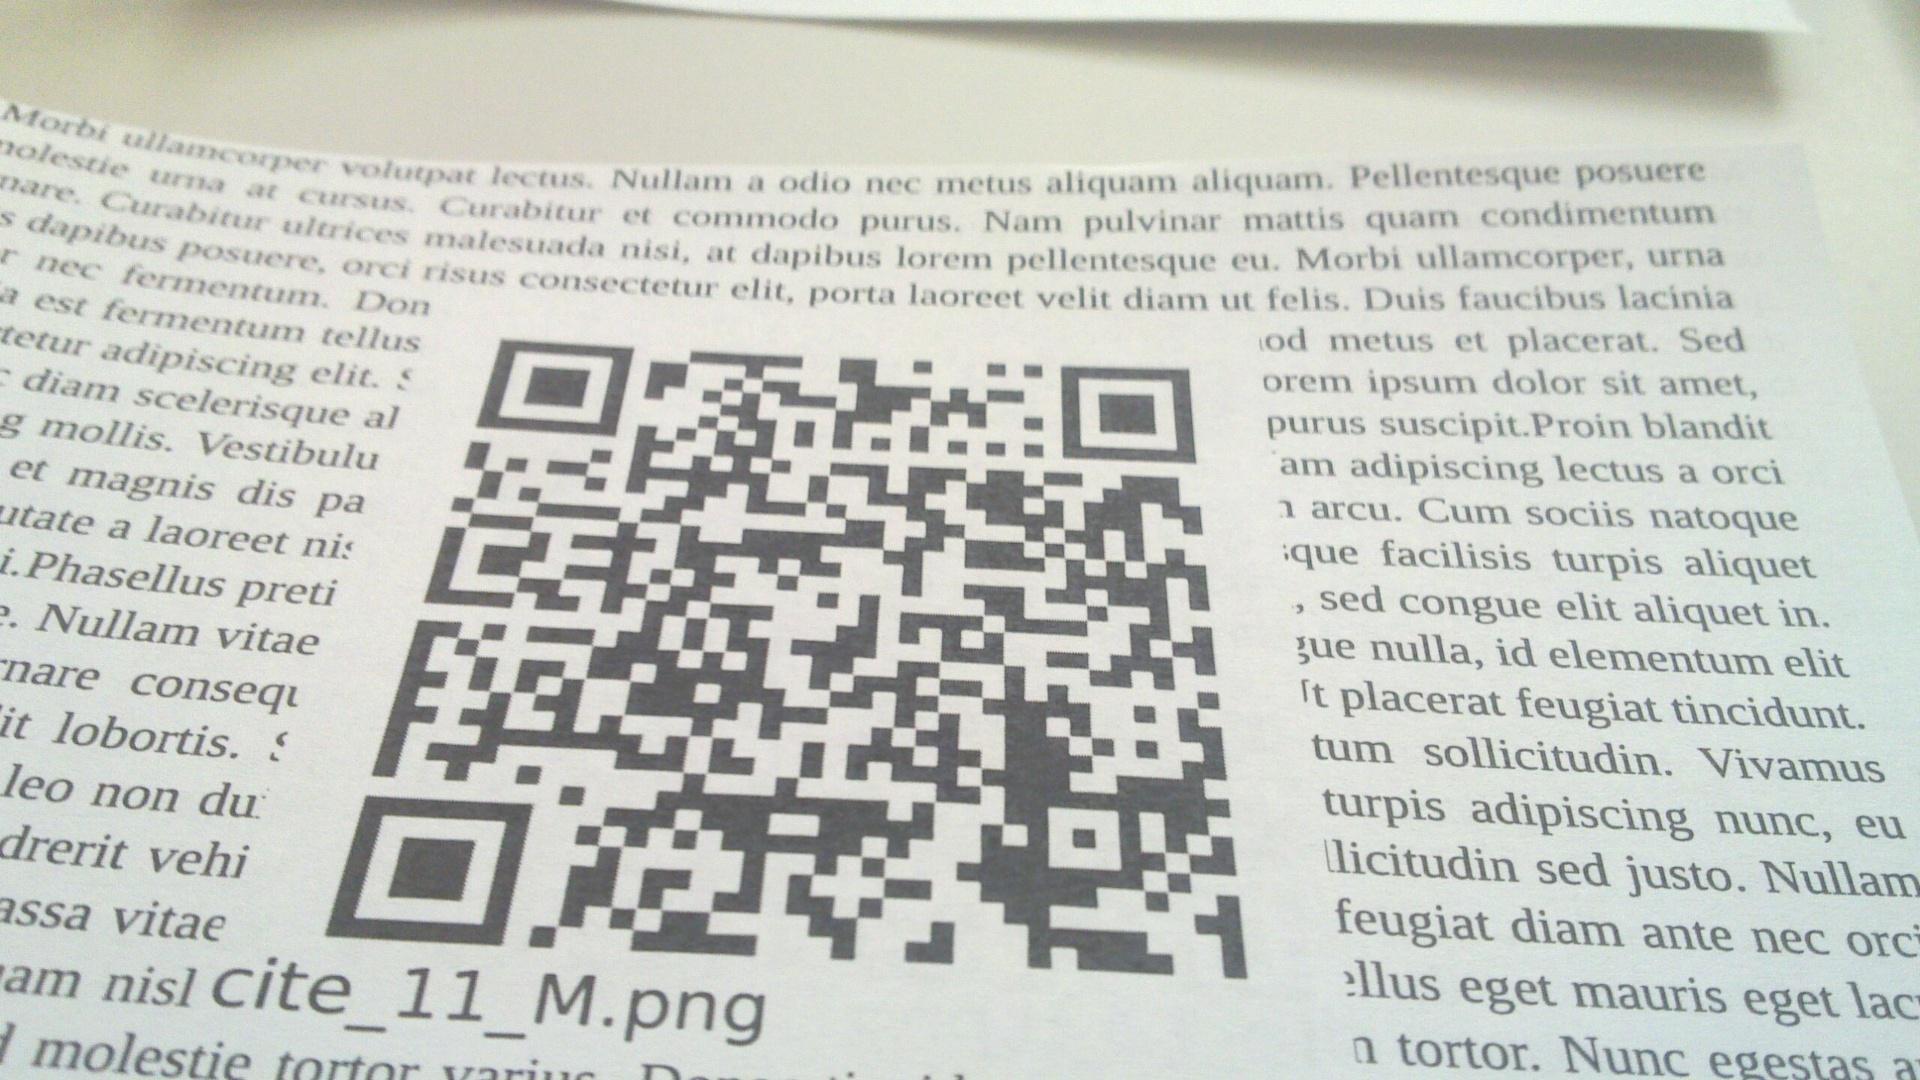 Morbi ullamcorper volutpat lectus. Nullam a odio nec metus aliquam aliquam. Pellentesque posuere
molestie urna at cursus. Curabitur et commodo purus. Nam pulvinar mattis quam condimentum
nare. Curabitur ultrices malesuada nisi, at dapibus lorem pellentesque eu. Morbi ullamcorper, urna
s dapibus posuere, orci risus consectetur elit, porta laoreet velit diam ut felis. Duis faucibus lacinia
r nec fermentum. Don
od metus et placerat. Sed
a est fermentum tellus
orem ipsum dolor sit amet,
tetur adipiscing elit. S
purus suscipit.Proin blandit
c diam scelerisque al
am adipiscing lectus a orci
g mollis. Vestibulu
n arcu. Cum sociis natoque
et magnis dis pa
sque facilisis turpis aliquet
utate a laoreet nis
, sed congue elit aliquet in.
i.Phasellus preti
gue nulla, id elementum elit
e. Nullam vitae
t placerat feugiat tincidunt.
rnare consequ
tum sollicitudin. Vivamus
it lobortis. S
turpis adipiscing nunc, eu
leo non du
llicitudin sed justo. Nullam
drerit vehi
feugiat diam ante nec orci
assa vitae
ellus eget mauris eget lac
am nisl cite_11_M.png
n tortor. Nunc egestas a
d molestie tortor varius. Donec